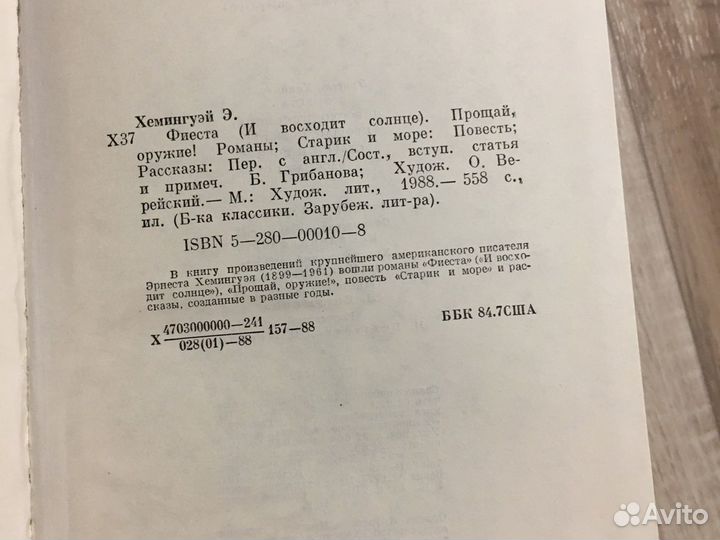 Хемингуэй Э.
Х37 Фиеста (И восходит солнце). Прощай,
оружие! Романы; Старик и море: Повесть;
Рассказы: Пер. с англ./Сост., вступ. статья
и примеч. Б. Грибанова; Худож. О. Ве-
рейский.— М.: Худож. лит., 1988.— 558 с.,
ил. (Б-ка классики. Зарубеж. лит-ра).
ISBN 5—280—00010—8
В книгу произведений крупнейшего американского писателя
Эрнеста Хемингуэя (1899—1961) вошли романы «Фиеста» («И восхо-
дит солнце»), «Прощай, оружие!», повесть «Старик и море» и рас-
сказы, созданные в разные годы.
Х 4703000000—241 157—88
028(01)—88
ББК 84.7США
Avito